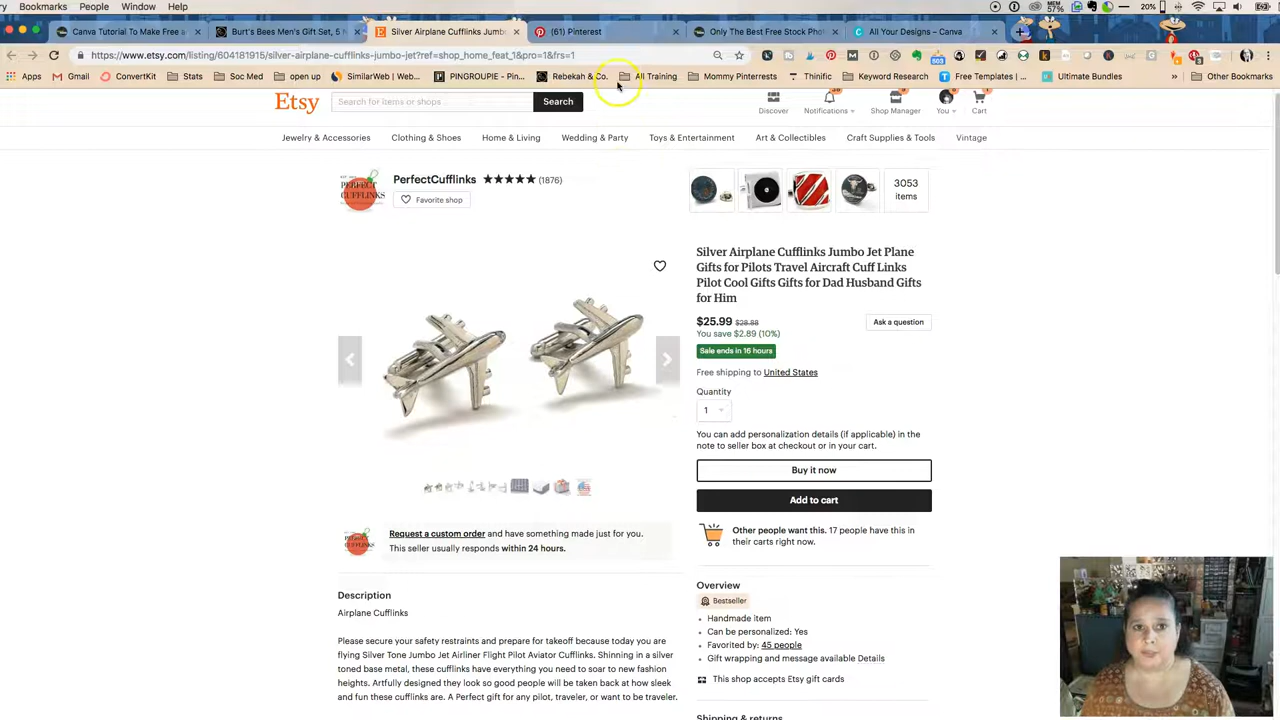 Bookmarks People Window Help
MEM 57% 20%
Canva Tutorial To Make Free a
Burt's Bees Men's Gift Set, 5 N
Silver Airplane Cufflinks Jumb
(61) Pinterest
Only The Best Free Stock Phot
All Your Designs – Canva
https://www.etsy.com/listing/604181915/silver-airplane-cufflinks-jumbo-jet?ref=shop_home_feat_1&pro=1&frs=1
Apps Gmail ConvertKit Stats Soc Med open up SimilarWeb | Web... PINGROUPIE - Pin... Rebekah & Co. All Training Mommy Pinterrests Thinific Keyword Research Free Templates | ... Ultimate Bundles » Other Bookmarks
Etsy
Search for items or shops
Search
Discover Notifications Shop Manager You Cart
Jewelry & Accessories Clothing & Shoes Home & Living Wedding & Party Toys & Entertainment Art & Collectibles Craft Supplies & Tools Vintage
PERFECT
CUFFLINKS
PerfectCufflinks ★★★★★ (1876)
Favorite shop
3053
items
Silver Airplane Cufflinks Jumbo Jet Plane
Gifts for Pilots Travel Aircraft Cuff Links
Pilot Cool Gifts Gifts for Dad Husband Gifts
for Him
$25.99 $28.88
You save $2.89 (10%)
Ask a question
Sale ends in 16 hours
Free shipping to United States
Quantity
1
You can add personalization details (if applicable) in the
note to seller box at checkout or in your cart.
Buy it now
Add to cart
Other people want this. 17 people have this in
their carts right now.
Request a custom order and have something made just for you.
This seller usually responds within 24 hours.
Description
Airplane Cufflinks
Please secure your safety restraints and prepare for takeoff because today you are
flying Silver Tone Jumbo Jet Airliner Flight Pilot Aviator Cufflinks. Shinning in a silver
toned base metal, these cufflinks have everything you need to soar to new fashion
heights. Artfully designed they look so good people will be taken back at how sleek
and fun these cufflinks are. A Perfect gift for any pilot, traveler, or want to be traveler.
Overview
Bestseller
• Handmade item
• Can be personalized: Yes
• Favorited by: 45 people
• Gift wrapping and message available Details
This shop accepts Etsy gift cards
Shipping & returns